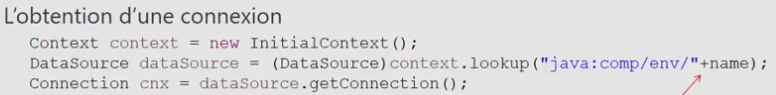 L'obtention d'une connexion
Context context = new InitialContext();
DataSource dataSource = (DataSource)context.lookup("java:comp/env/"+name);
Connection cnx = dataSource.getConnection();